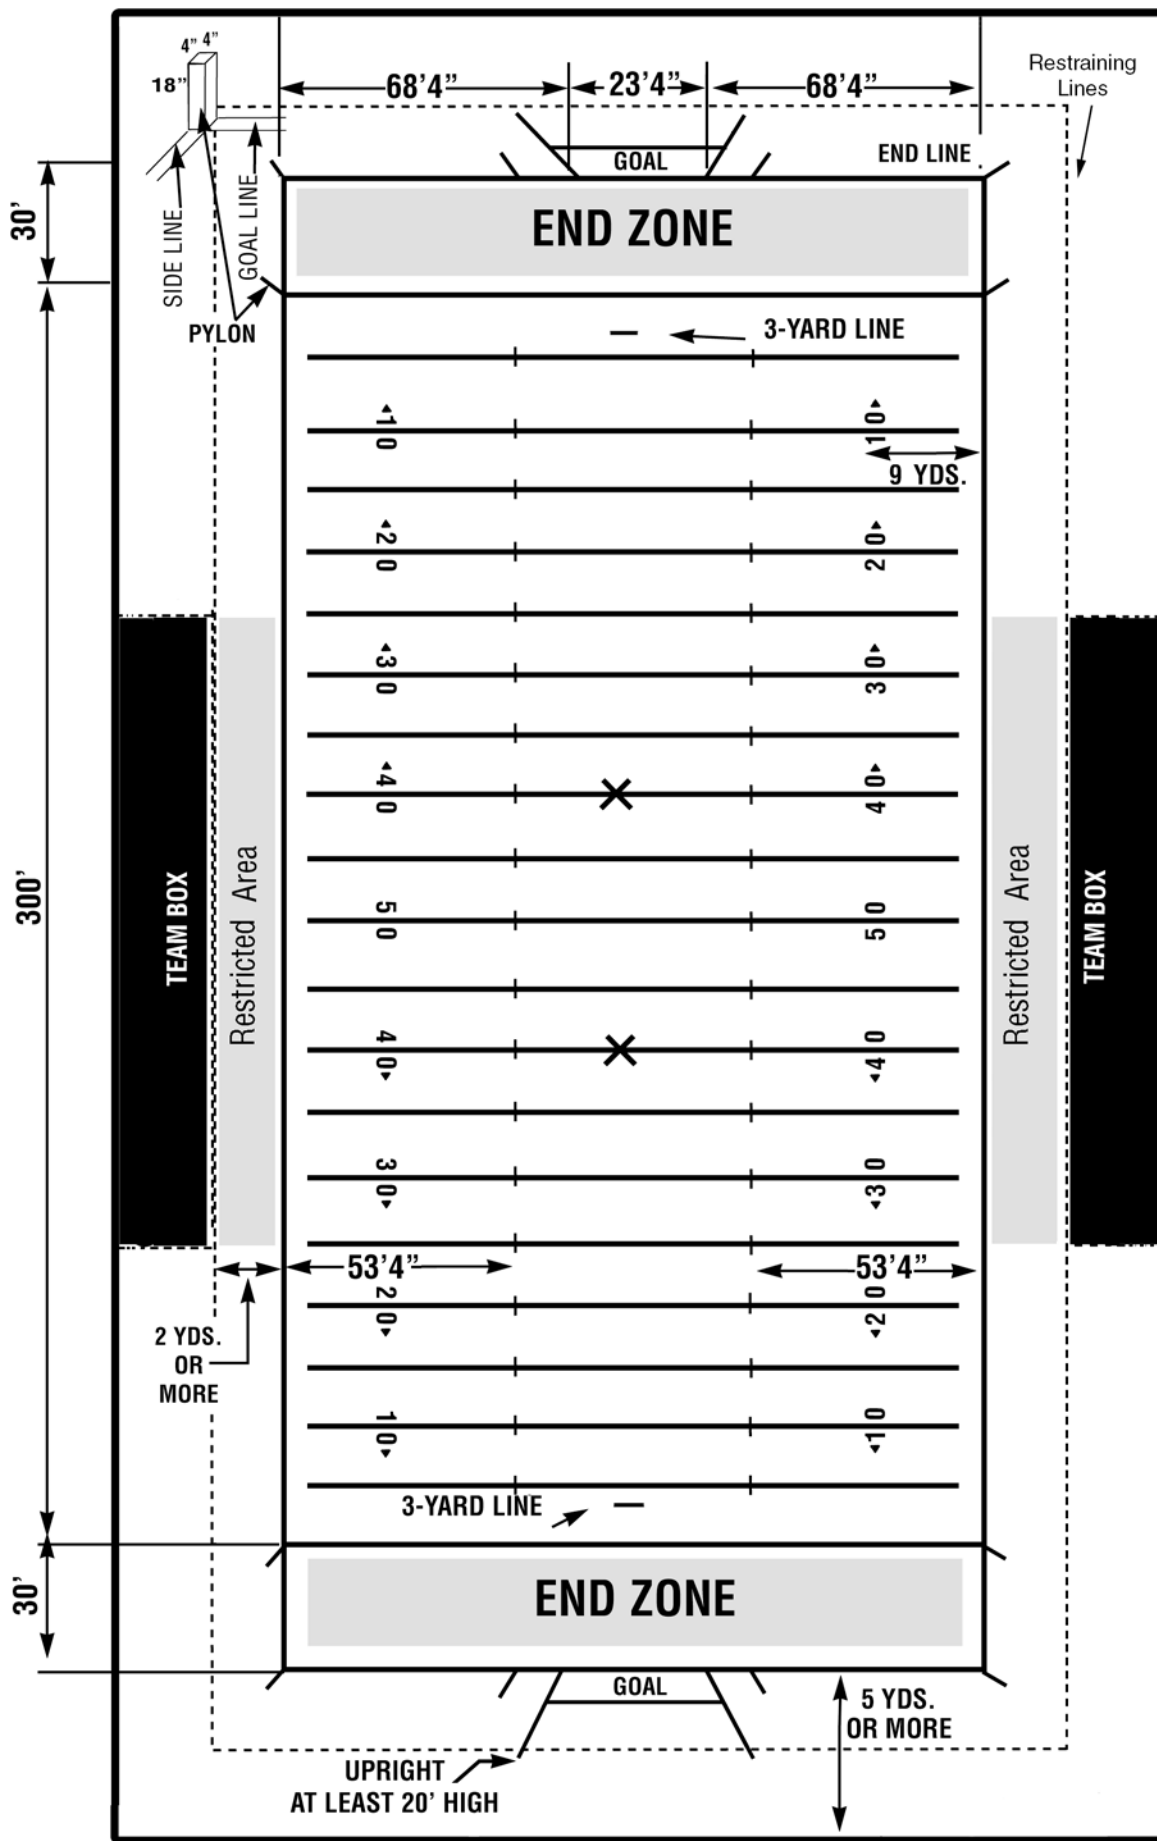 4” 4”
18”
68’4”
23’4”
68’4”
Restraining
Lines
GOAL
END LINE
30’
SIDE LINE
GOAL LINE
END ZONE
PYLON
3-YARD LINE
10
10
9 YDS.
20
20
30
30
40
40
300’
TEAM BOX
Restricted Area
50
50
Restricted Area
TEAM BOX
40
40
30
30
53’4”
53’4”
20
20
2 YDS.
OR
MORE
10
10
3-YARD LINE
30’
END ZONE
GOAL
5 YDS.
OR MORE
UPRIGHT
AT LEAST 20’ HIGH